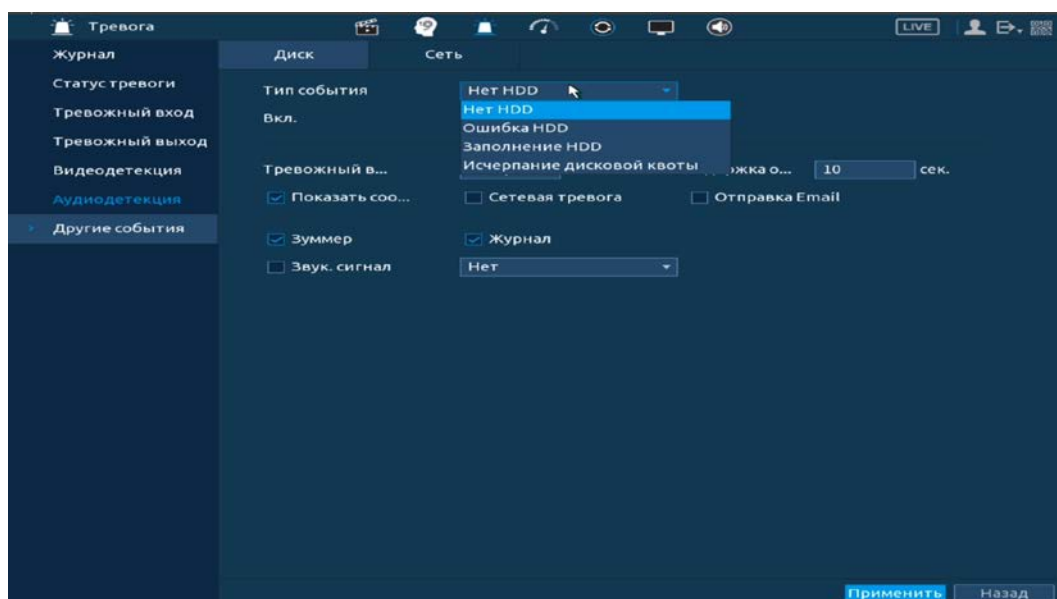 Тревога
LIVE
Журнал
Статус тревоги
Тревожный вход
Тревожный выход
Видеодетекция
Аудиодетекция
Другие события
Диск Сеть
Тип события Нет HDD
Нет HDD
Вкл.
Ошибка HDD
Заполнение HDD
Исчерпание дисковой квоты
Тревожный в... ржка о... 10 сек.
Показать соо... Сетевая тревога Отправка Email
Зуммер Журнал
Звук. сигнал Нет
Применить Назад